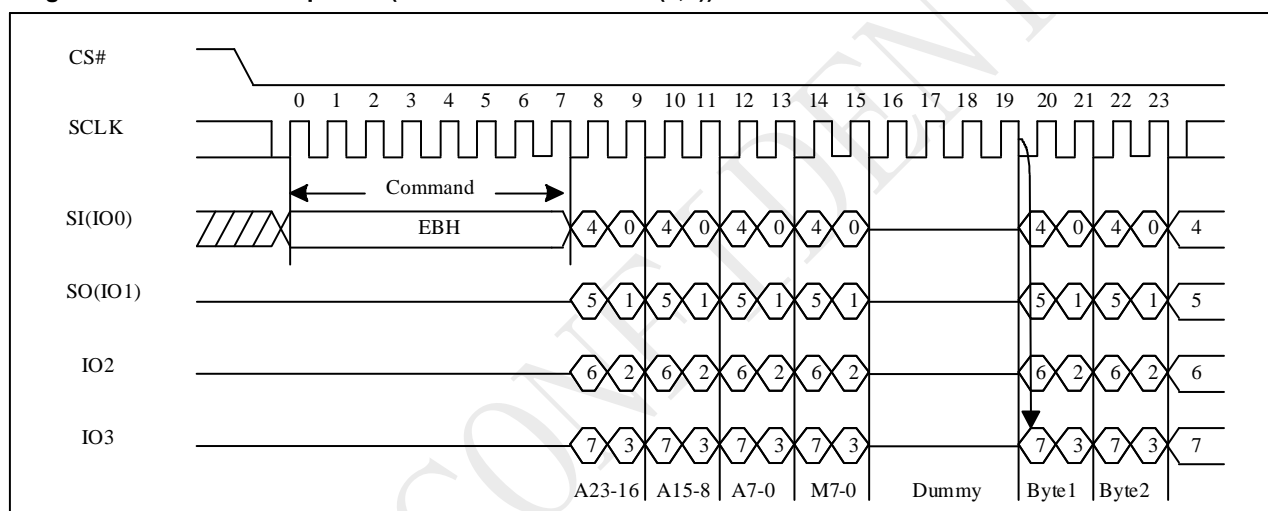 CS#
0 1 2 3 4 5 6 7 8 9 10 11 12 13 14 15 16 17 18 19 20 21 22 23
SCLK
Command
SI(IO0) EBH 4 0 4 0 4 0 4 0 4 0 4 0 4
SO(IO1) 5 1 5 1 5 1 5 1 5 1 5 1 5
IO2 6 2 6 2 6 2 6 2 6 2 6 2 6
IO3 7 3 7 3 7 3 7 3 7 3 7 3 7
A23-16 A15-8 A7-0 M7-0 Dummy Byte1 Byte2
CONFIDENT